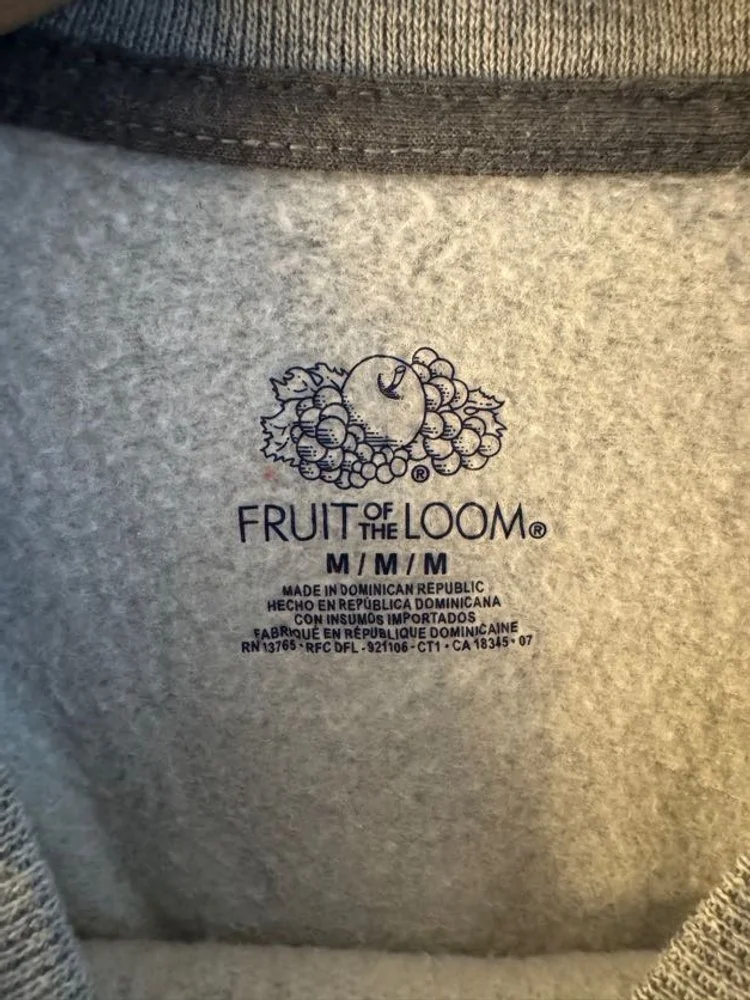 ®
FRUIT OF THE LOOM®
M / M / M
MADE IN DOMINICAN REPUBLIC
HECHO EN REPÚBLICA DOMINICANA
CON INSUMOS IMPORTADOS
FABRIQUÉ EN RÉPUBLIQUE DOMINICAINE
RN 13765 • RFC DFL - 921106 - CT1 • CA 18345 • 07